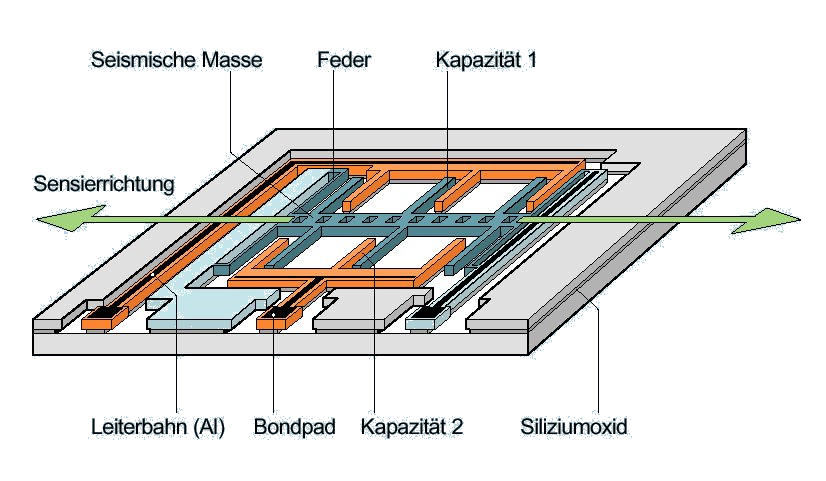 Seismische Masse
Feder
Kapazität 1
Sensierrichtung
Leiterbahn (Al)
Bondpad
Kapazität 2
Siliziumoxid